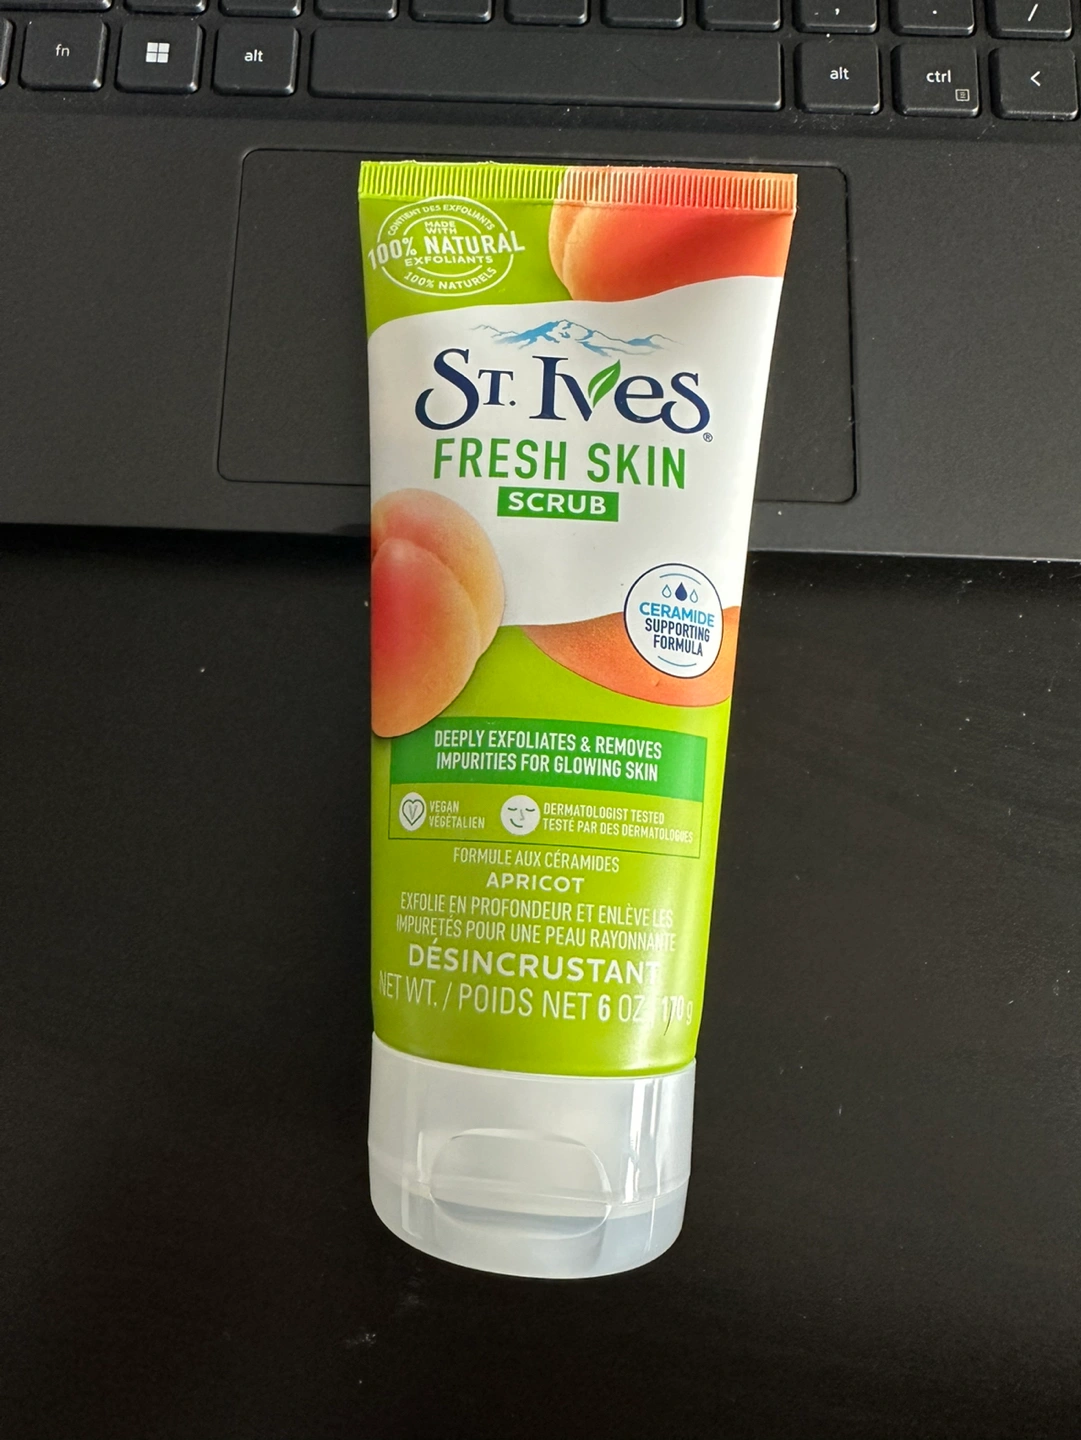 fn
alt
alt
ctrl
,
.
/
<
CONTIENT DES EXFOLIANTS
MADE
WITH
100% NATURAL
EXFOLIANTS
100% NATURELS
ST. IVES®
FRESH SKIN
SCRUB
CERAMIDE
SUPPORTING
FORMULA
DEEPLY EXFOLIATES & REMOVES
IMPURITIES FOR GLOWING SKIN
VEGAN
VÉGÉTALIEN
DERMATOLOGIST TESTED
TESTÉ PAR DES DERMATOLOGUES
FORMULE AUX CÉRAMIDES
APRICOT
EXFOLIE EN PROFONDEUR ET ENLÈVE LES
IMPURETÉS POUR UNE PEAU RAYONNANTE
DÉSINCRUSTANT
NET WT. / POIDS NET 6 OZ / 170 g